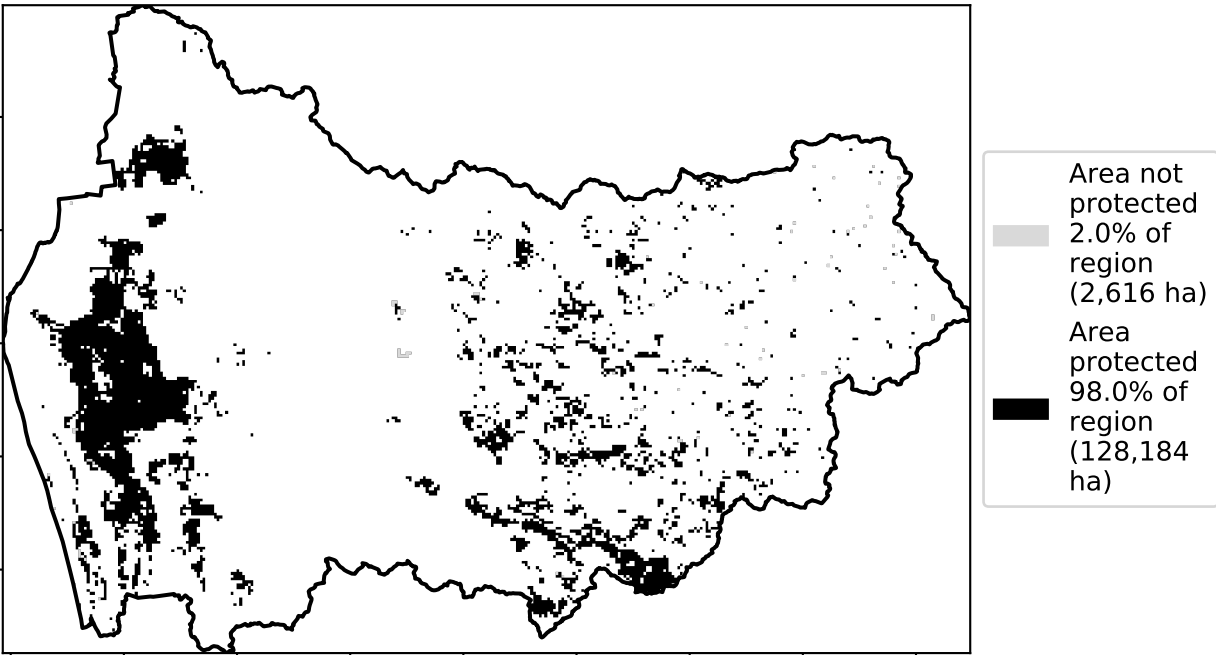 Area not
protected
2.0% of
region
(2,616 ha)
Area
protected
98.0% of
region
(128,184
ha)